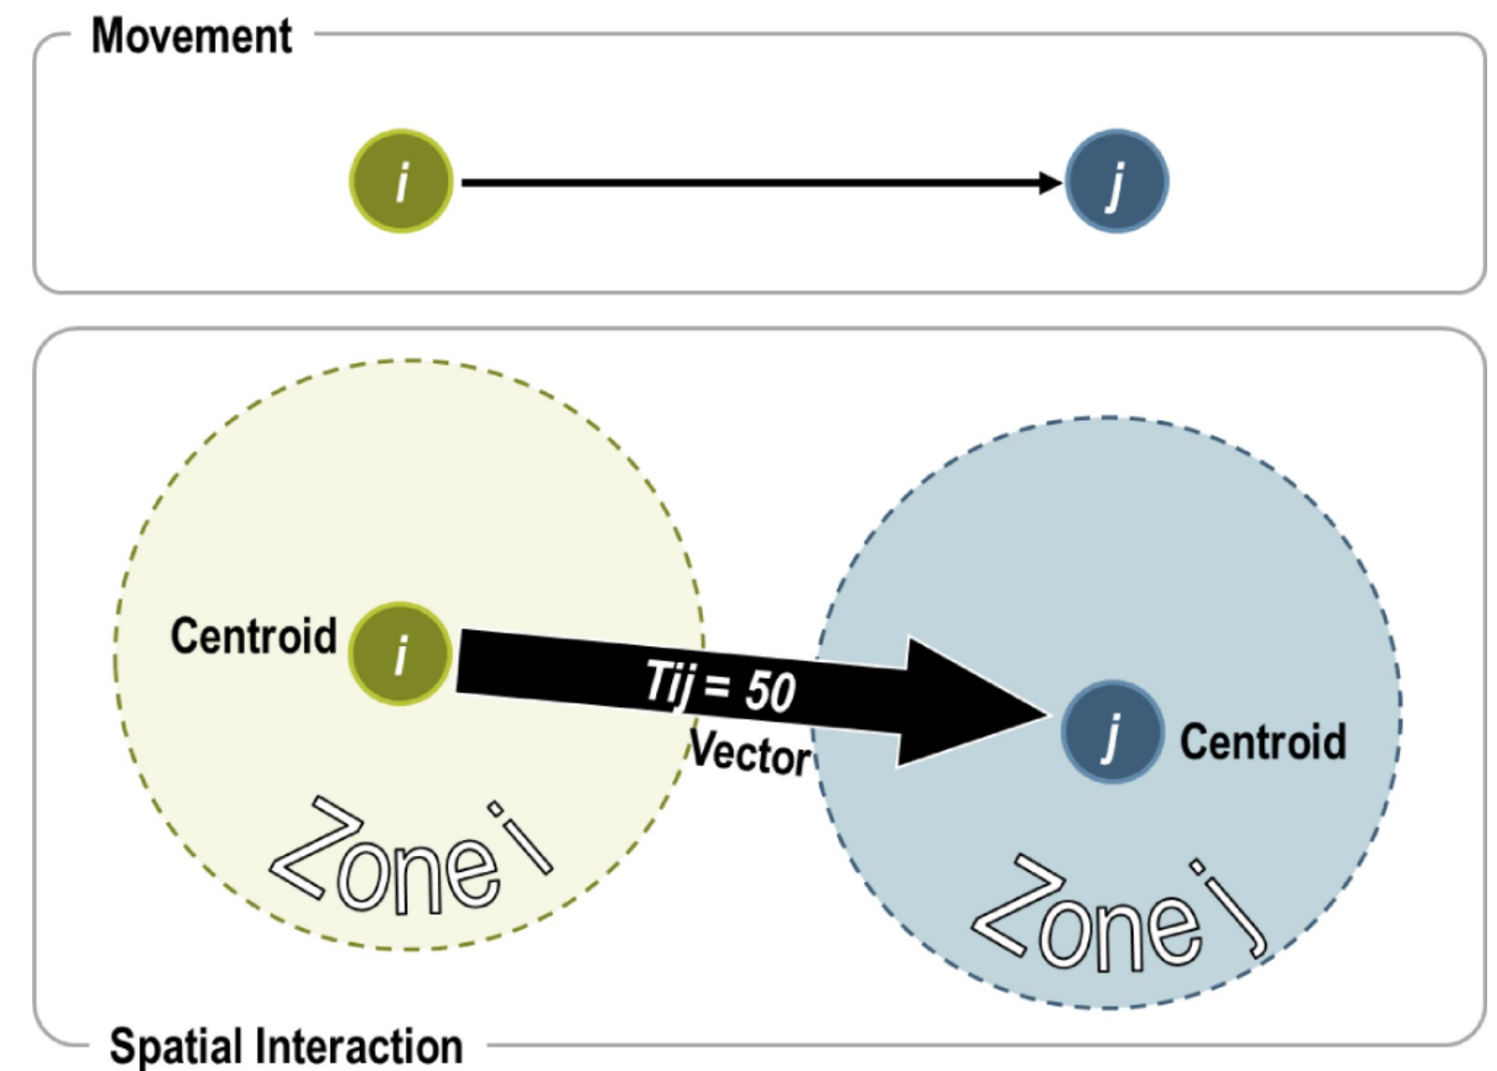 Movement
i
j
Centroid
i
Tij = 50
Vector
j
Centroid
Zone i
Zone j
Spatial Interaction